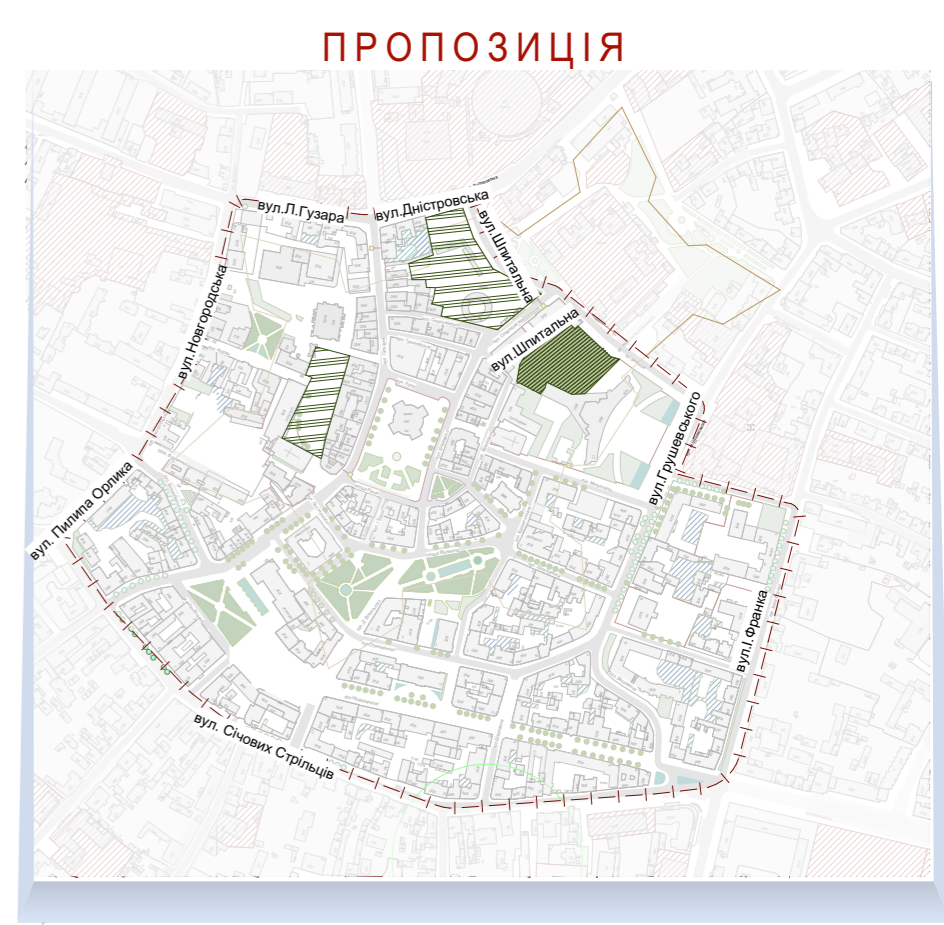 ПРОПОЗИЦІЯ
вул.Л.Гузара
вул.Дністровська
вул.Шпитальна
вул.Новгородська
вул.Шпитальна
вул.Грушевського
вул. Пилипа Орлика
вул.І.Франка
вул. Січових Стрільців